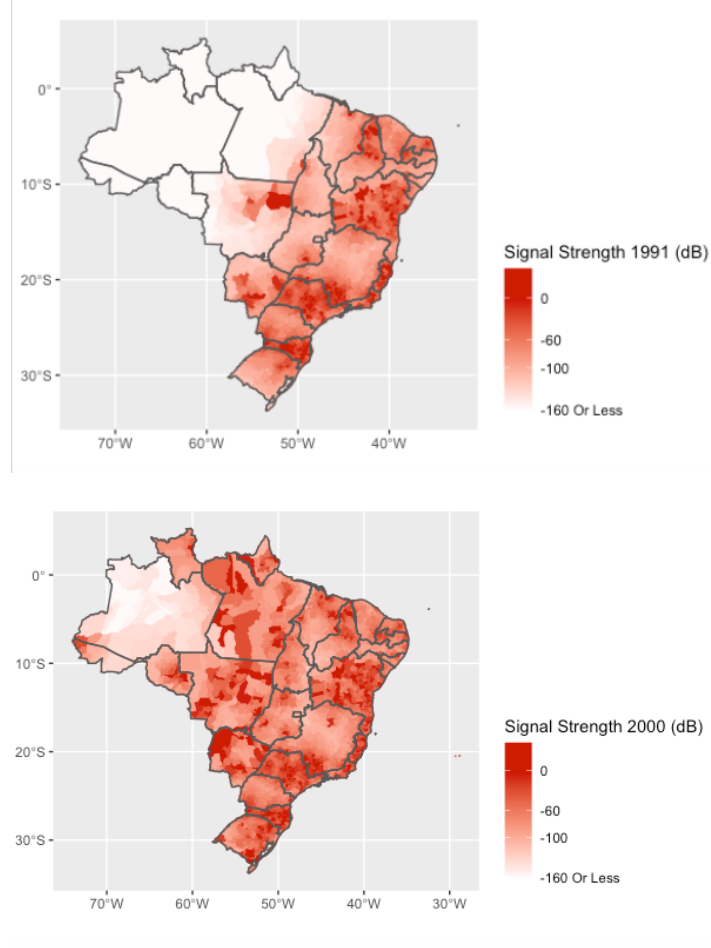 0°
10°S
20°S
30°S
70°W 60°W 50°W 40°W
Signal Strength 1991 (dB)
0
-60
-100
-160 Or Less
0°
10°S
20°S
30°S
70°W 60°W 50°W 40°W 30°W
Signal Strength 2000 (dB)
0
-60
-100
-160 Or Less